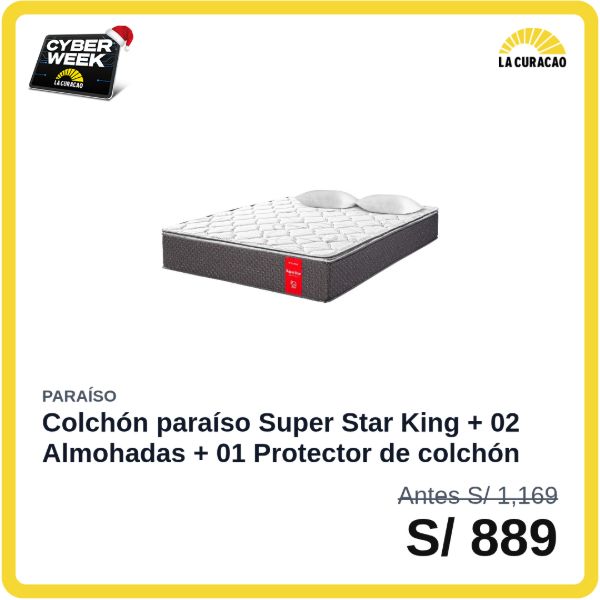 CYBER
WEEK
LA CURACAO
LA CURACAO
PARAÍSO
Colchón paraíso Super Star King + 02
Almohadas + 01 Protector de colchón
Antes S/ 1,169
S/ 889